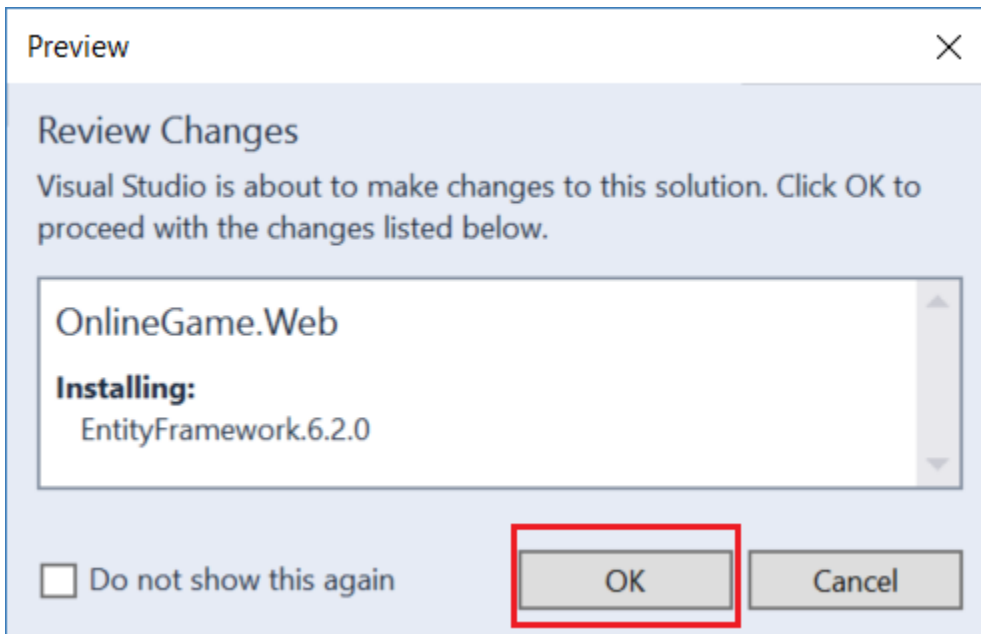 Preview
Review Changes
Visual Studio is about to make changes to this solution. Click OK to
proceed with the changes listed below.
OnlineGame.Web
Installing:
EntityFramework.6.2.0
Do not show this again
OK
Cancel